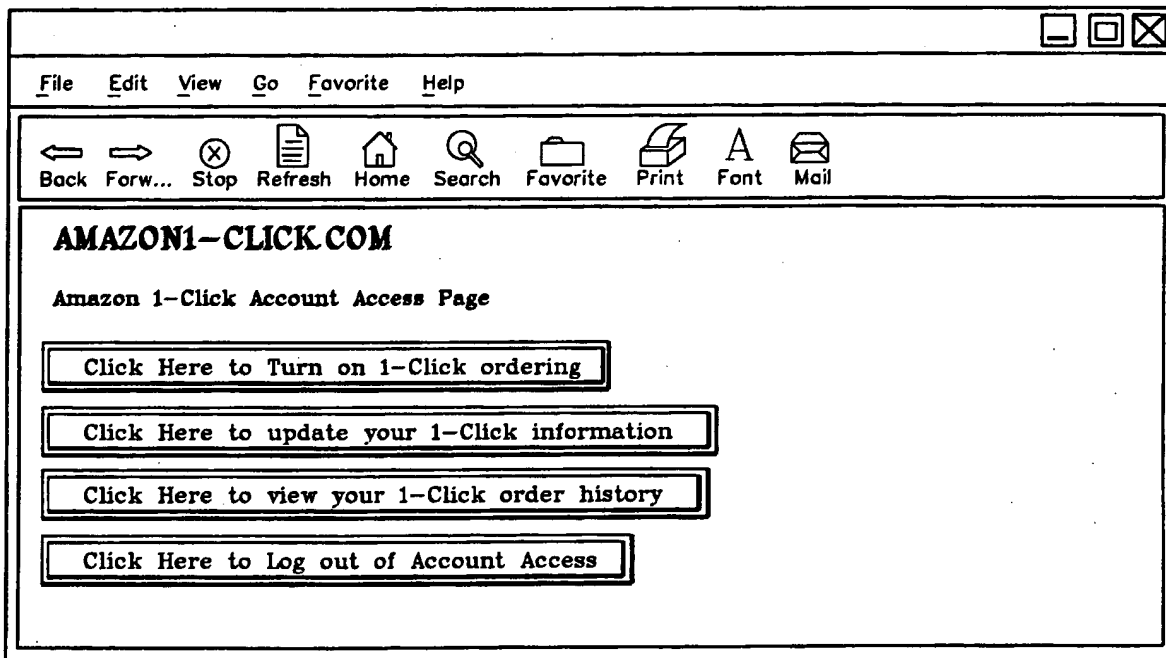 File Edit View Go Favorite Help
Back Forw... Stop Refresh Home Search Favorite Print Font Mail
AMAZON1-CLICK.COM
Amazon 1-Click Account Access Page
Click Here to Turn on 1-Click ordering
Click Here to update your 1-Click information
Click Here to view your 1-Click order history
Click Here to Log out of Account Access